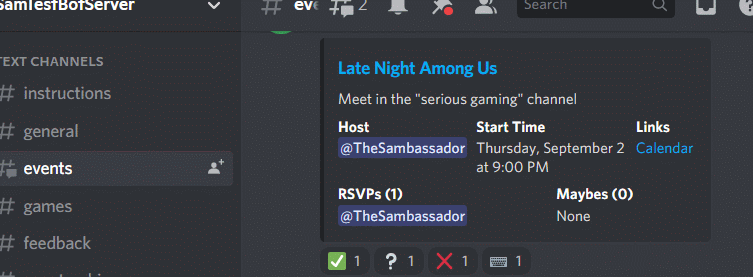 SamTestBotServer
# eve
2
Search
TEXT CHANNELS
# instructions
# general
# events
# games
# feedback
Late Night Among Us
Meet in the "serious gaming" channel
Host
@TheSambassador
Start Time
Thursday, September 2
at 9:00 PM
Links
Calendar
RSVPs (1)
@TheSambassador
Maybes (0)
None
✅ 1 ❓ 1 ❌ 1 ⌨ 1